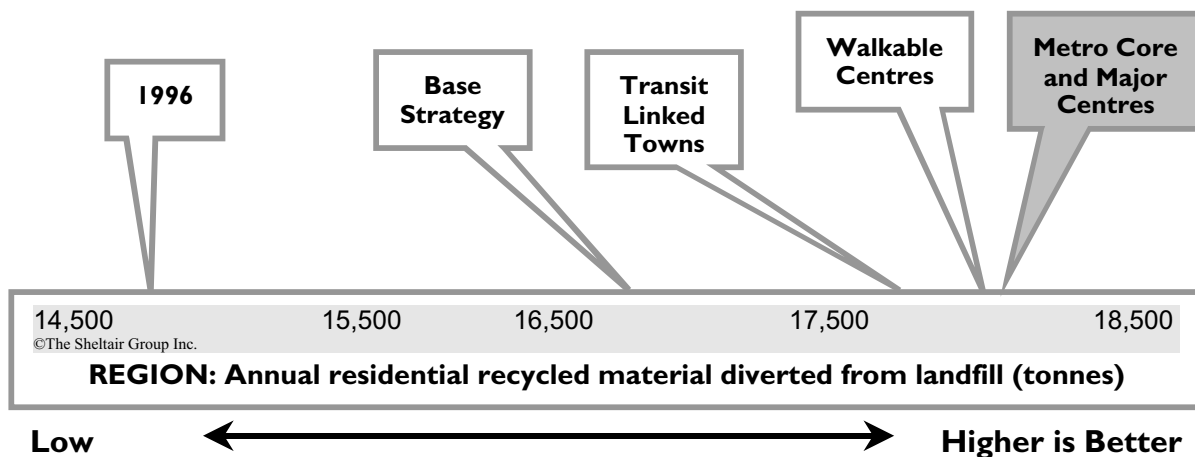 1996
Base
Strategy
Transit
Linked
Towns
Walkable
Centres
Metro Core
and Major
Centres
14,500 15,500 16,500 17,500 18,500
©The Sheltair Group Inc.
REGION: Annual residential recycled material diverted from landfill (tonnes)
Low Higher is Better